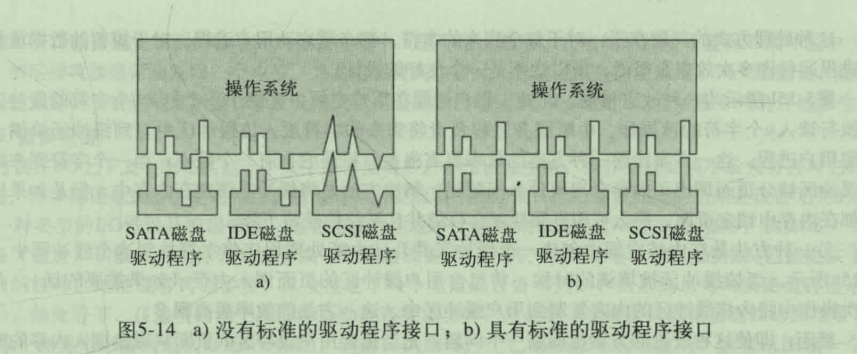 操作系统
操作系统
SATA磁盘 IDE磁盘 SCSI磁盘
驱动程序 驱动程序 驱动程序
a)
SATA磁盘 IDE磁盘 SCSI磁盘
驱动程序 驱动程序 驱动程序
b)
图5-14 a) 没有标准的驱动程序接口；b) 具有标准的驱动程序接口